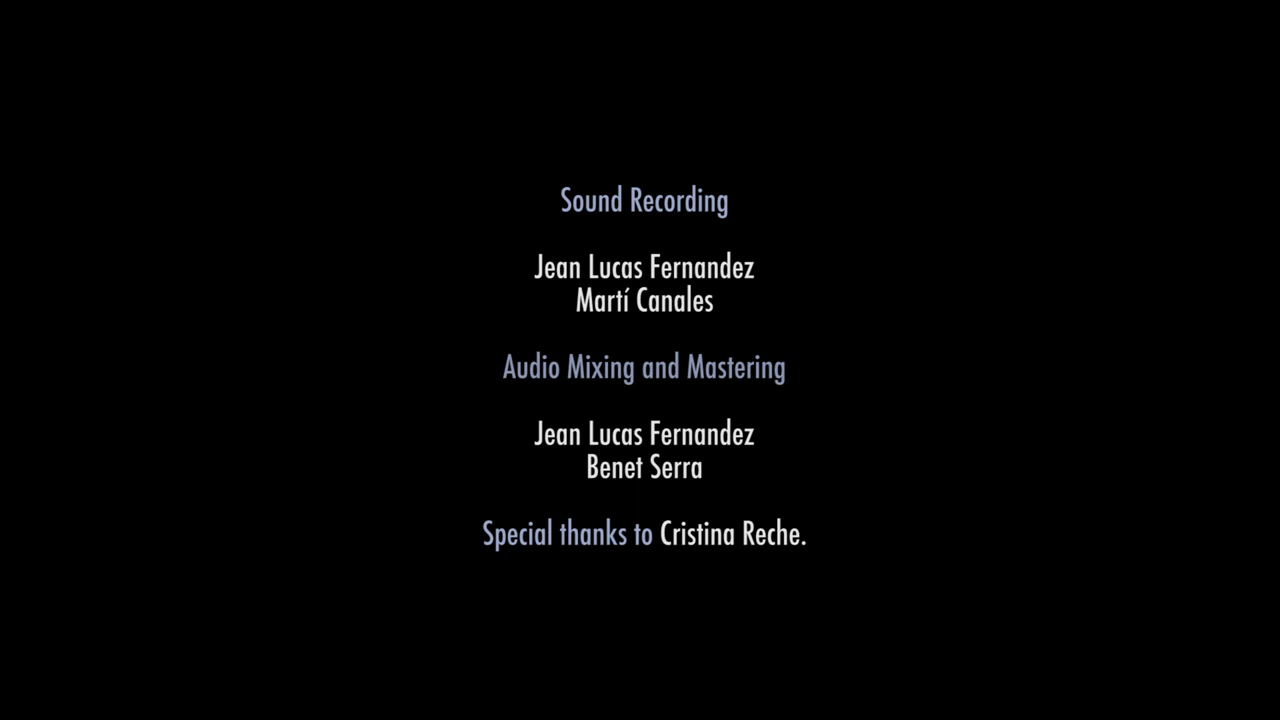 Sound Recording
Jean Lucas Fernandez
Martí Canales
Audio Mixing and Mastering
Jean Lucas Fernandez
Benet Serra
Special thanks to Cristina Reche.